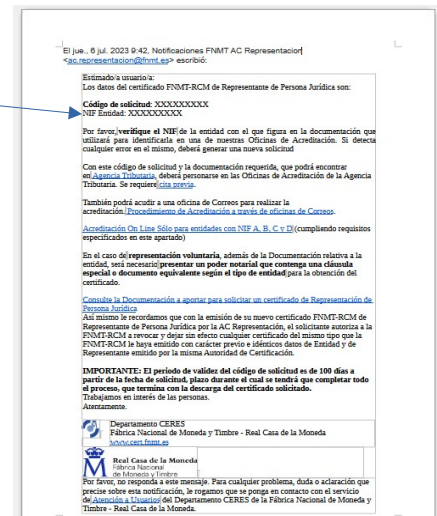 El jue., 6 jul. 2023 9:42, Notificaciones FNMT AC Representacion
<ac.representacion@fnmt.es> escribió:
Estimado/a usuario/a:
Los datos del certificado FNMT-RCM de Representante de Persona Jurídica son:
Código de solicitud: XXXXXXXXX
NIF Entidad: XXXXXXXXX
Por favor, verifique el NIF de la entidad con el que figura en la documentación que
utilizará para identificarla en una de nuestras Oficinas de Acreditación. Si detecta
cualquier error en el mismo, deberá generar una nueva solicitud
Con este código de solicitud y la documentación requerida, que podrá encontrar
en Agencia Tributaria, deberá personarse en las Oficinas de Acreditación de la Agencia
Tributaria. Se requiere cita previa.
También podrá acudir a una oficina de Correos para realizar la
acreditación. Procedimiento de Acreditación a través de oficinas de Correos.
Acreditación On Line Sólo para entidades con NIF A, B, C y D (cumpliendo requisitos
especificados en este apartado)
En el caso de representación voluntaria, además de la Documentación relativa a la
entidad, será necesario presentar un poder notarial que contenga una cláusula
especial o documento equivalente según el tipo de entidad para la obtención del
certificado.
Consulte la Documentación a aportar para solicitar un certificado de Representación de
Persona Jurídica
Asi mismo le recordamos que con la emisión de su nuevo certificado FNMT-RCM de
Representante de Persona Jurídica por la AC Representación, el solicitante autoriza a la
FNMT-RCM a revocar y dejar sin efecto cualquier certificado del mismo tipo que la
FNMT-RCM le haya emitido con carácter previo e idénticos datos de Entidad y de
Representante emitido por la misma Autoridad de Certificación.
IMPORTANTE: El periodo de validez del código de solicitud es de 100 días a
partir de la fecha de solicitud, plazo durante el cual se tendrá que completar todo
el proceso, que termina con la descarga del certificado solicitado.
Trabajamos en interés de las personas.
Atentamente.
Departamento CERES
Fábrica Nacional de Moneda y Timbre - Real Casa de la Moneda
www.cert.fnmt.es
Real Casa de la Moneda
Fábrica Nacional
de Moneda y Timbre
Por favor, no responda a este mensaje. Para cualquier problema, duda o aclaración que
precise sobre esta notificación, le rogamos que se ponga en contacto con el servicio
de Atención a Usuarios del Departamento CERES de la Fábrica Nacional de Moneda y
Timbre - Real Casa de la Moneda.